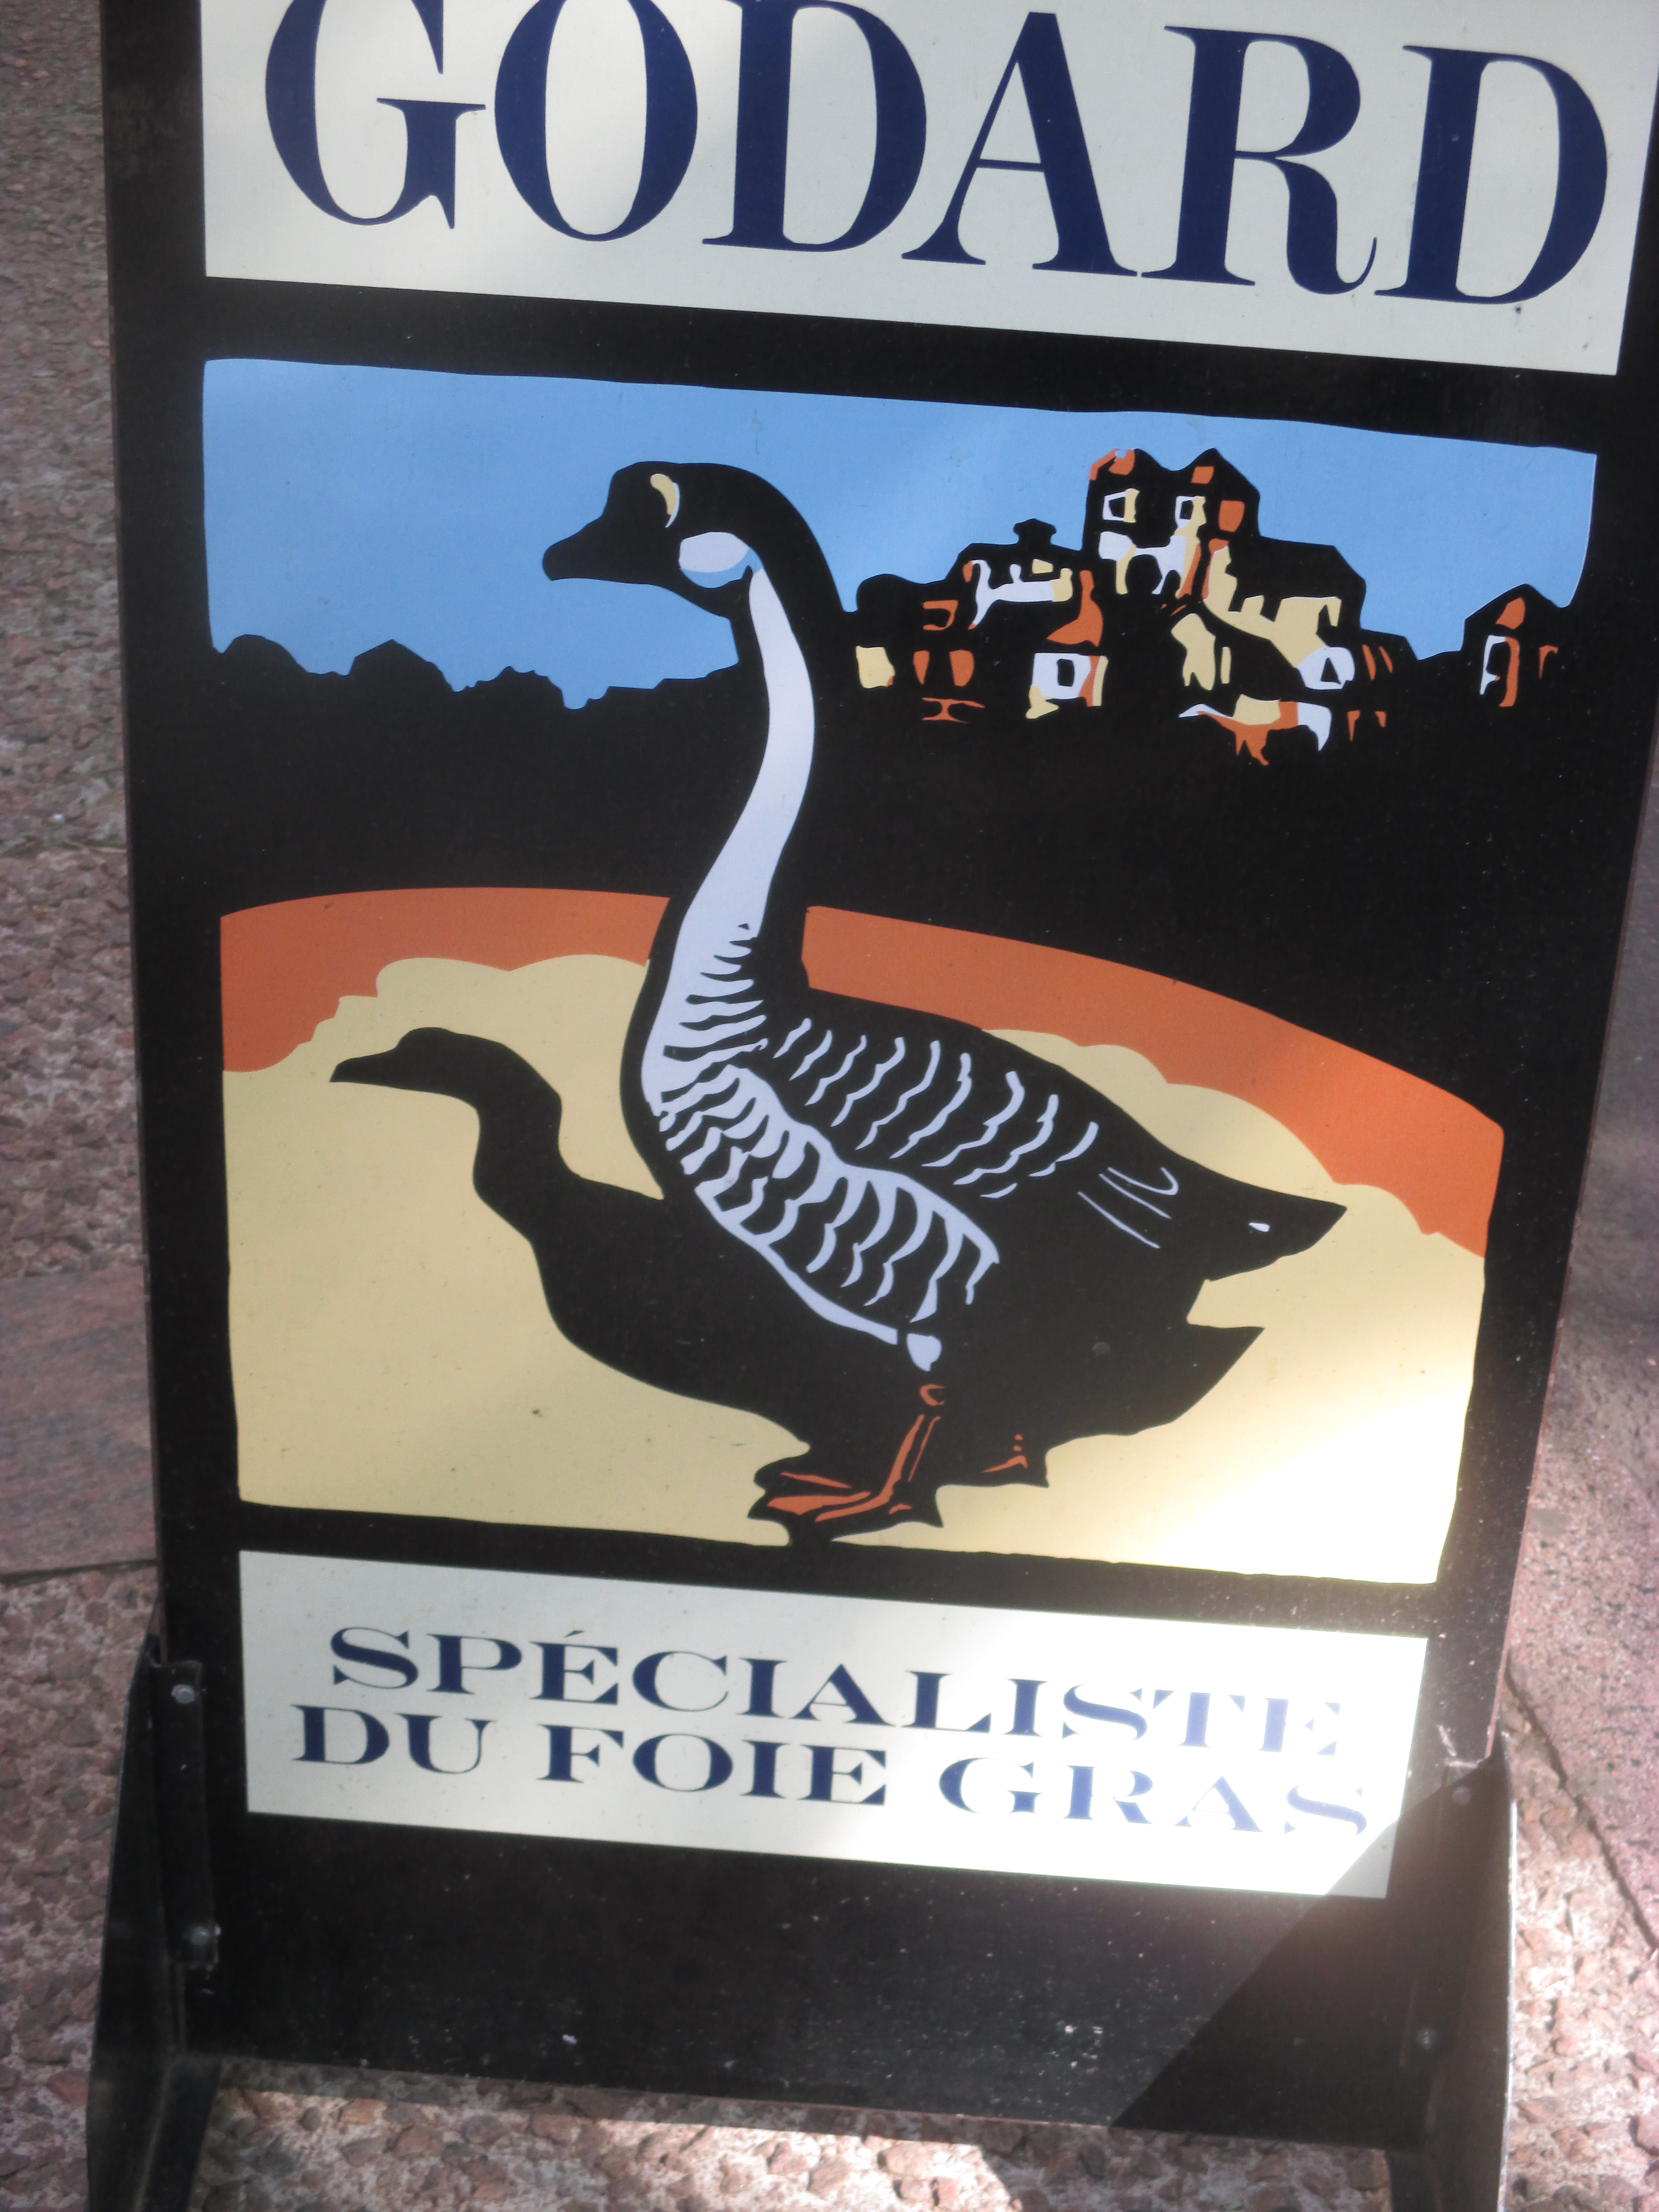 GODARD
SPÉCIALISTE
DU FOIE GRAS